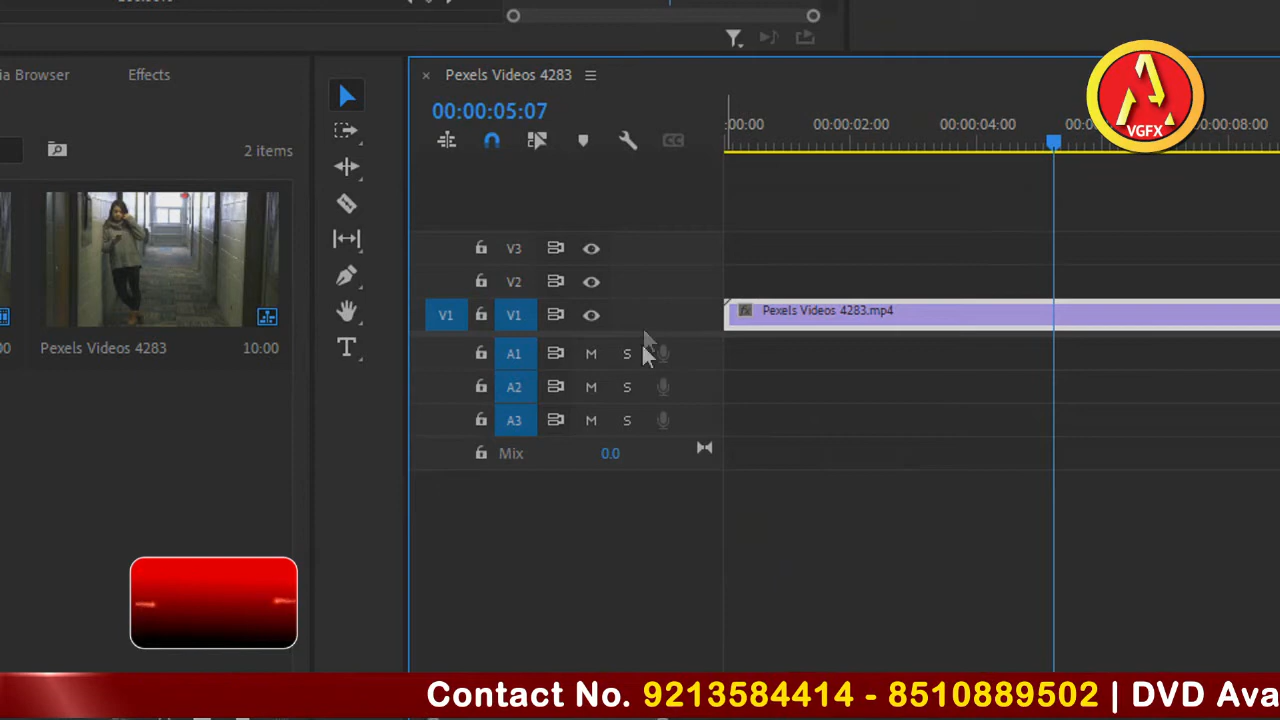 ia Browser
Effects
2 items
Pexels Videos 4283
10:00
Pexels Videos 4283
00:00:05:07
:00:00
00:00:02:00
00:00:04:00
00:00:08:00
V3
V2
V1 V1
A1 M S
A2 M S
A3 M S
Mix 0.0
Pexels Videos 4283.mp4
VGFX
Contact No. 9213584414 - 8510889502 | DVD Ava